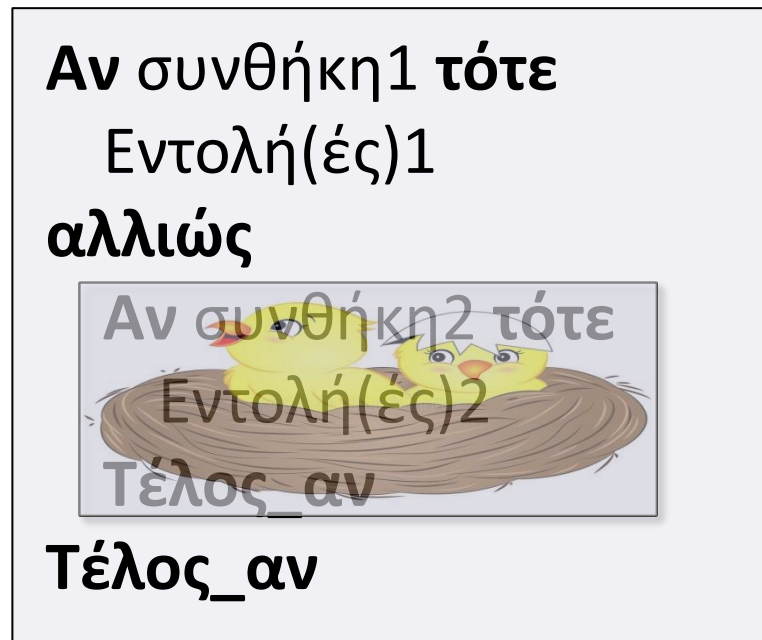 Αν συνθήκη1 τότε
Εντολή(ές)1
αλλιώς
Αν συνθήκη2 τότε
Εντολή(ές)2
Τέλος_αν
Τέλος_αν